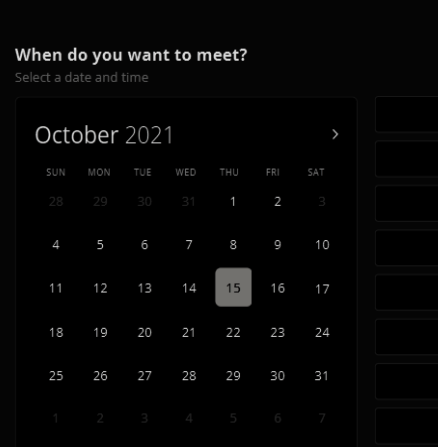 When do you want to meet?
Select a date and time
October 2021
SUN MON TUE WED THU FRI SAT
28 29 30 31 1 2 3
4 5 6 7 8 9 10
11 12 13 14 15 16 17
18 19 20 21 22 23 24
25 26 27 28 29 30 31
1 2 3 4 5 6 7